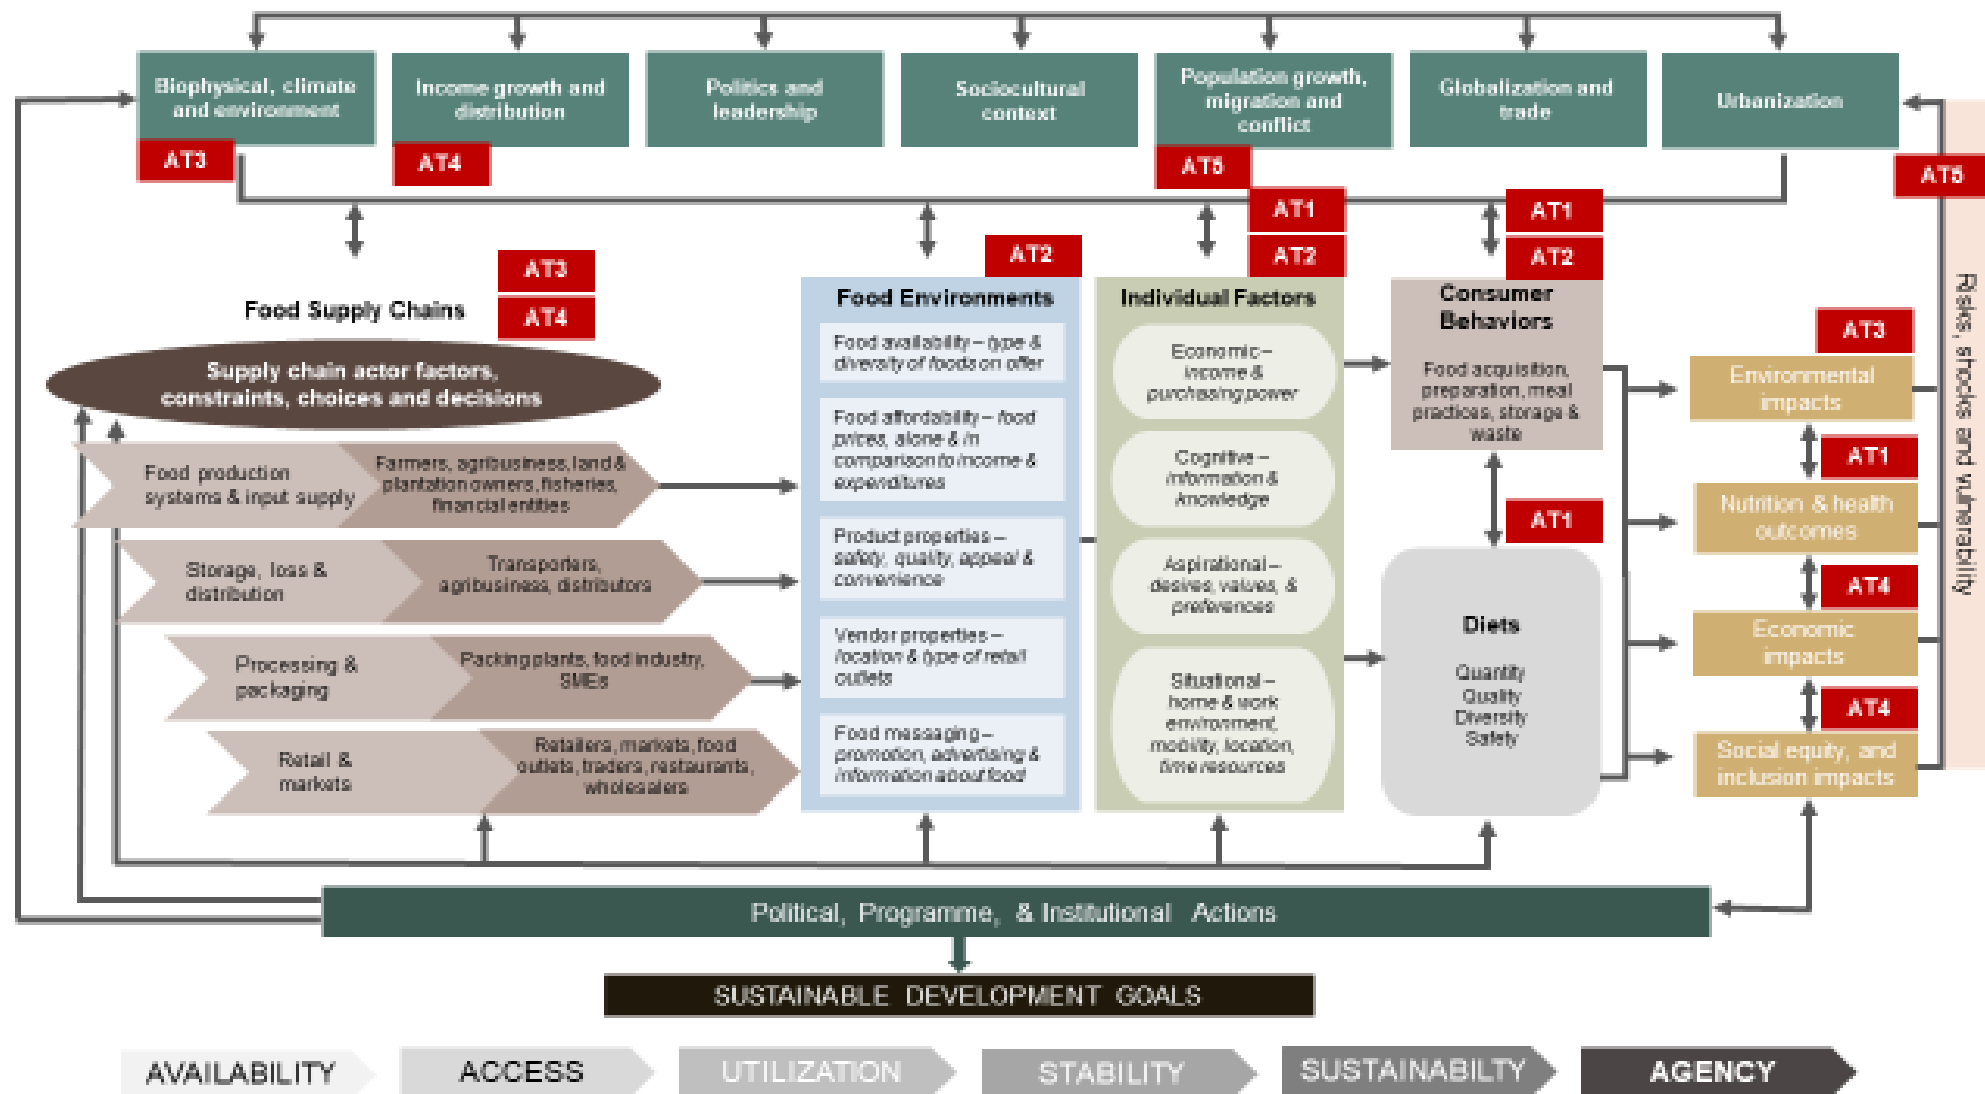 Biophysical, climate
and environment
Income growth and
distribution
Politics and
leadership
Sociocultural
context
Population growth,
migration and
conflict
Globalization and
trade
Urbanization
AT3
AT4
AT5
AT5
AT1
AT2
AT1
AT2
AT2
AT3
AT4
Food Supply Chains
Supply chain actor factors,
constraints, choices and decisions
Food production
systems & input supply
Farmers, agribusiness, land &
plantation owners, fisheries,
financial entities
Storage, loss &
distribution
Transporters,
agribusiness, distributors
Processing &
packaging
Packing plants, food industry,
SMEs
Retail &
markets
Retailers, markets, food
outlets, traders, restaurants,
wholesalers
Food Environments
Food availability – type &
diversity of foods on offer
Food affordability – food
prices, alone & in
comparison to income &
expenditures
Product properties –
safety, quality, appeal &
convenience
Vendor properties –
location & type of retail
outlets
Food messaging –
promotion, advertising &
information about food
Individual Factors
Economic –
income &
purchasing power
Cognitive –
information &
knowledge
Aspirational –
desires, values, &
preferences
Situational –
home & work
environment,
mobility, location,
time resources
Consumer
Behaviors
Food acquisition,
preparation, meal
practices, storage &
waste
AT1
Diets
Quantity
Quality
Diversity
Safety
AT3
Environmental
impacts
AT1
Nutrition & health
outcomes
AT4
Economic
impacts
AT4
Social equity, and
inclusion impacts
Risks, shocks and vulnerability
Political, Programme, & Institutional Actions
SUSTAINABLE DEVELOPMENT GOALS
AVAILABILITY
ACCESS
UTILIZATION
STABILITY
SUSTAINABILTY
AGENCY